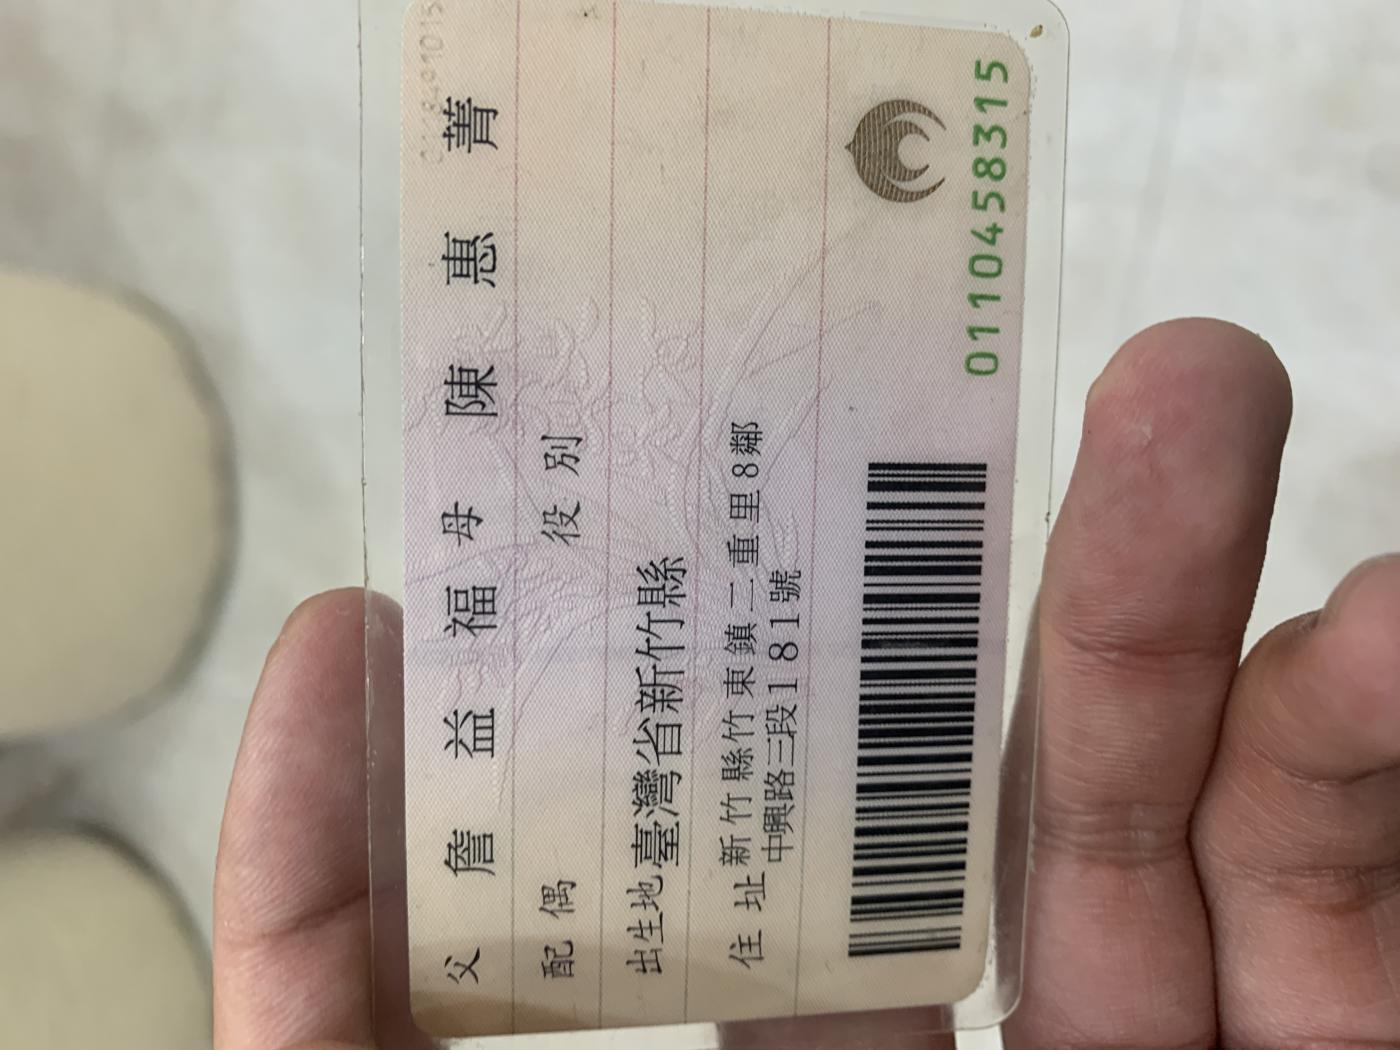 父 詹益福 母 陳惠菁
配偶 役別
出生地 臺灣省新竹縣
住址 新竹縣竹東鎮二重里8鄰
中興路三段181號
0110458315